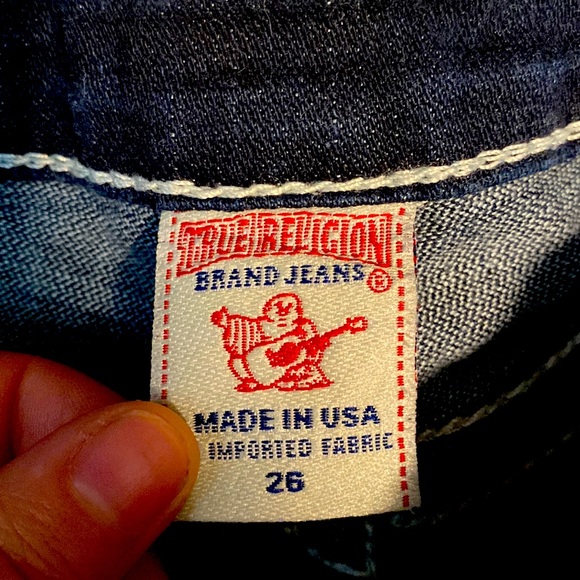 TRUE RELIGION
BRAND JEANS ®
MADE IN USA
IMPORTED FABRIC
26